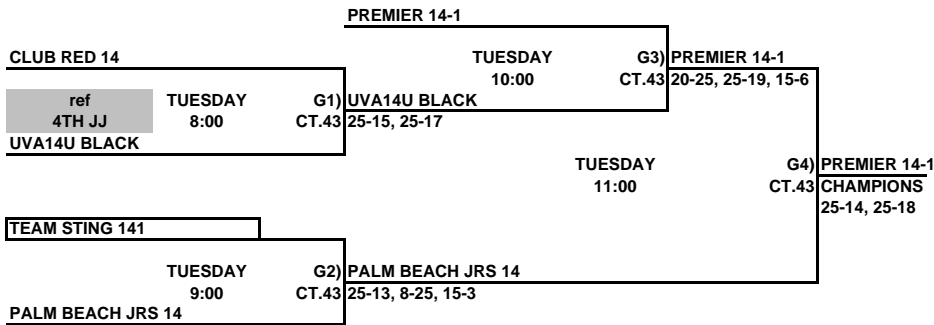 PREMIER 14-1
CLUB RED 14
TUESDAY G3) PREMIER 14-1
10:00 CT.43 20-25, 25-19, 15-6
ref TUESDAY G1) UVA14U BLACK
4TH JJ 8:00 CT.43 25-15, 25-17
UVA14U BLACK
TUESDAY G4) PREMIER 14-1
11:00 CT.43 CHAMPIONS
25-14, 25-18
TEAM STING 141
TUESDAY G2) PALM BEACH JRS 14
9:00 CT.43 25-13, 8-25, 15-3
PALM BEACH JRS 14